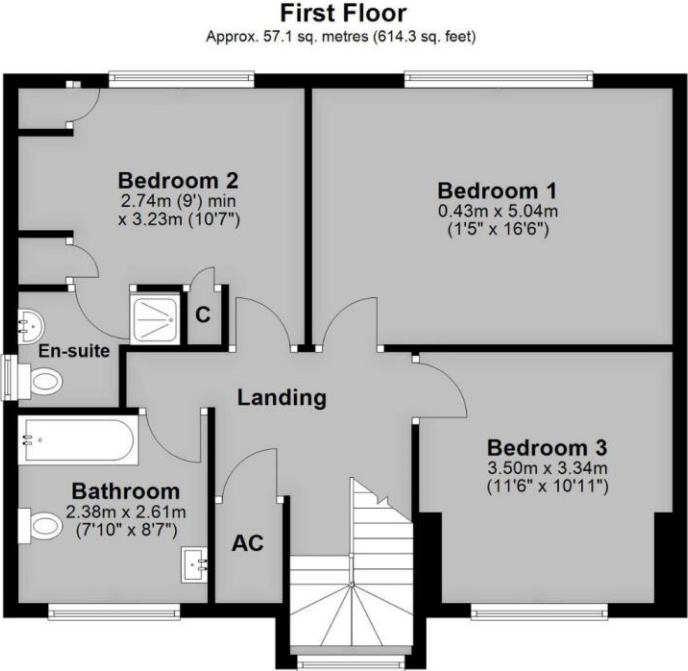 First Floor
Approx. 57.1 sq. metres (614.3 sq. feet)
Bedroom 2
2.74m (9') min
x 3.23m (10'7")
Bedroom 1
0.43m x 5.04m
(1'5" x 16'6")
C
En-suite
Landing
Bedroom 3
3.50m x 3.34m
(11'6" x 10'11")
Bathroom
2.38m x 2.61m
(7'10" x 8'7")
AC